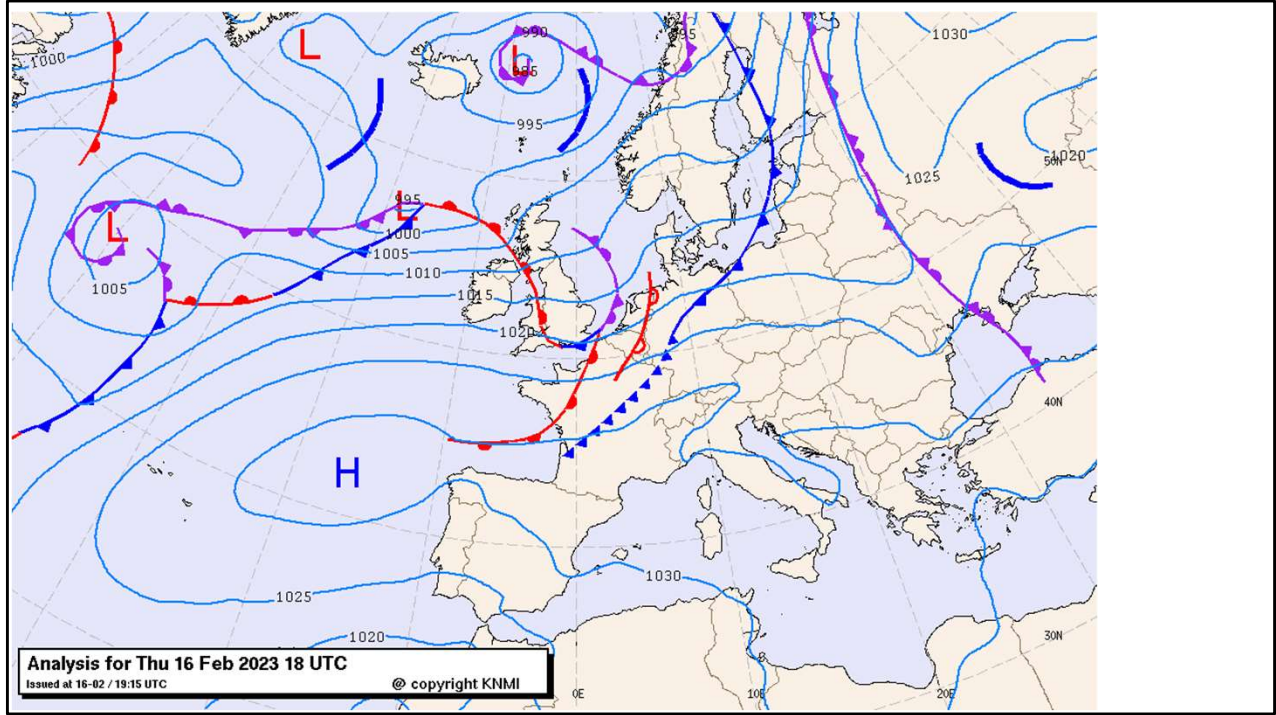 1000
L
990
L
985
995
995
1030
1020
50N
1025
L
995
L
1000
1005
1010
1005
1015
1020
40N
H
1030
1025
1020
30N
Analysis for Thu 16 Feb 2023 18 UTC
Issued at 16-02 / 19:15 UTC
@ copyright KNMI
0E
10E
20E